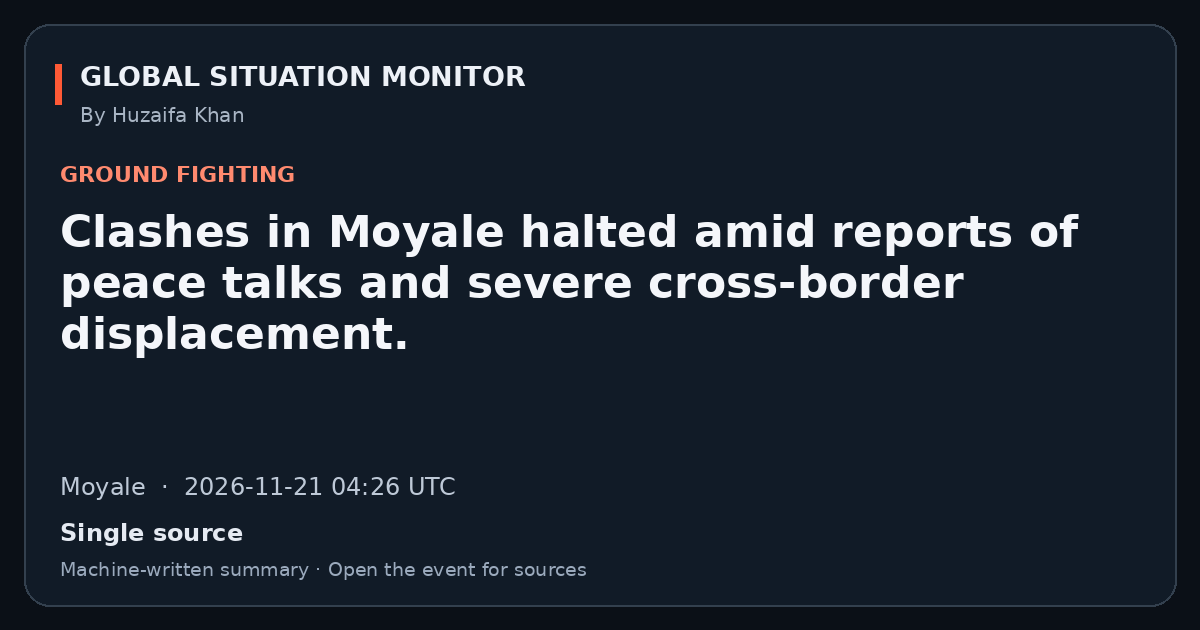 GLOBAL SITUATION MONITOR
By Huzaifa Khan
GROUND FIGHTING
Clashes in Moyale halted amid reports of
peace talks and severe cross-border
displacement.
Moyale · 2026-11-21 04:26 UTC
Single source
Machine-written summary · Open the event for sources